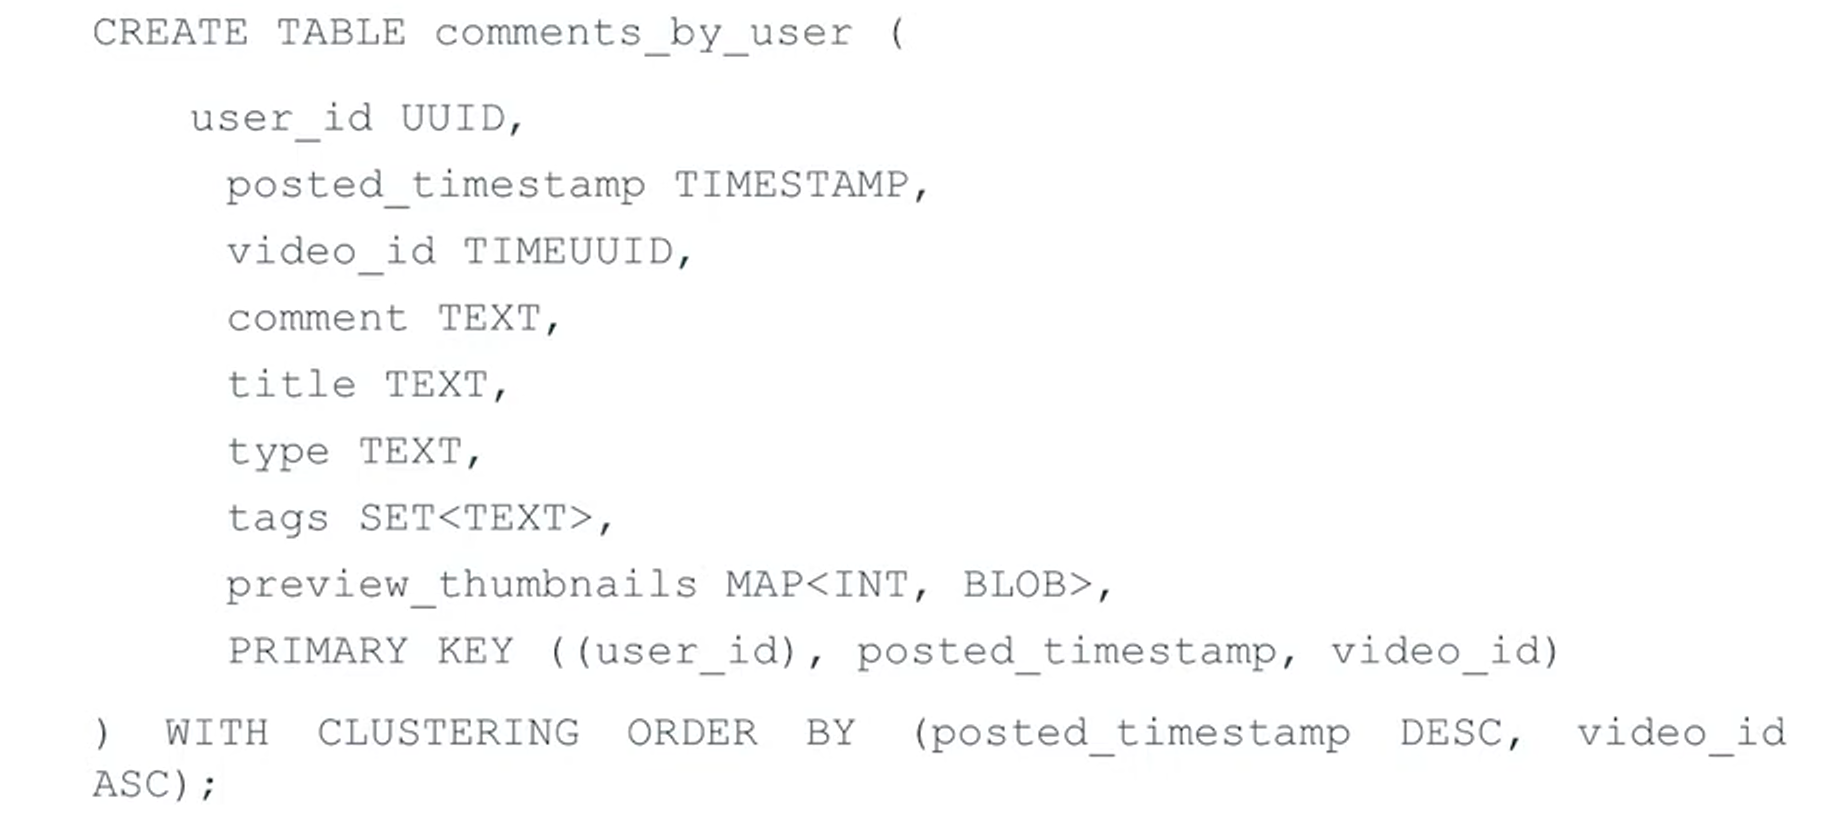 CREATE TABLE comments_by_user (
user_id UUID,
posted_timestamp TIMESTAMP,
video_id TIMEUUID,
comment TEXT,
title TEXT,
type TEXT,
tags SET<TEXT>,
preview_thumbnails MAP<INT, BLOB>,
PRIMARY KEY ((user_id), posted_timestamp, video_id)
) WITH CLUSTERING ORDER BY (posted_timestamp DESC, video_id
ASC);